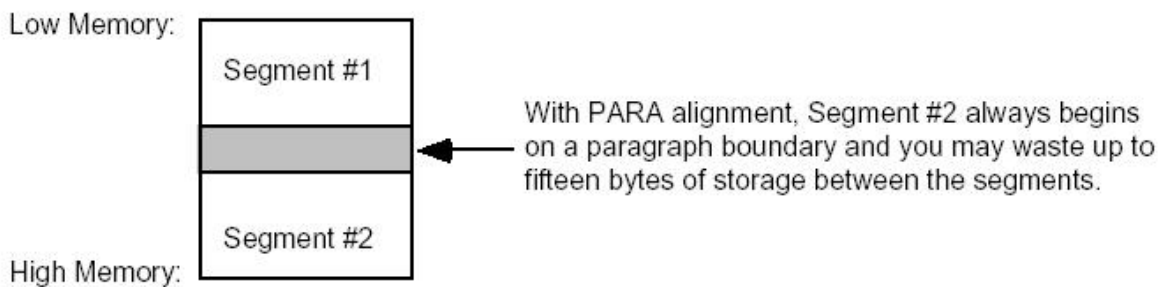 Low Memory:
Segment #1
With PARA alignment, Segment #2 always begins
on a paragraph boundary and you may waste up to
fifteen bytes of storage between the segments.
Segment #2
High Memory: